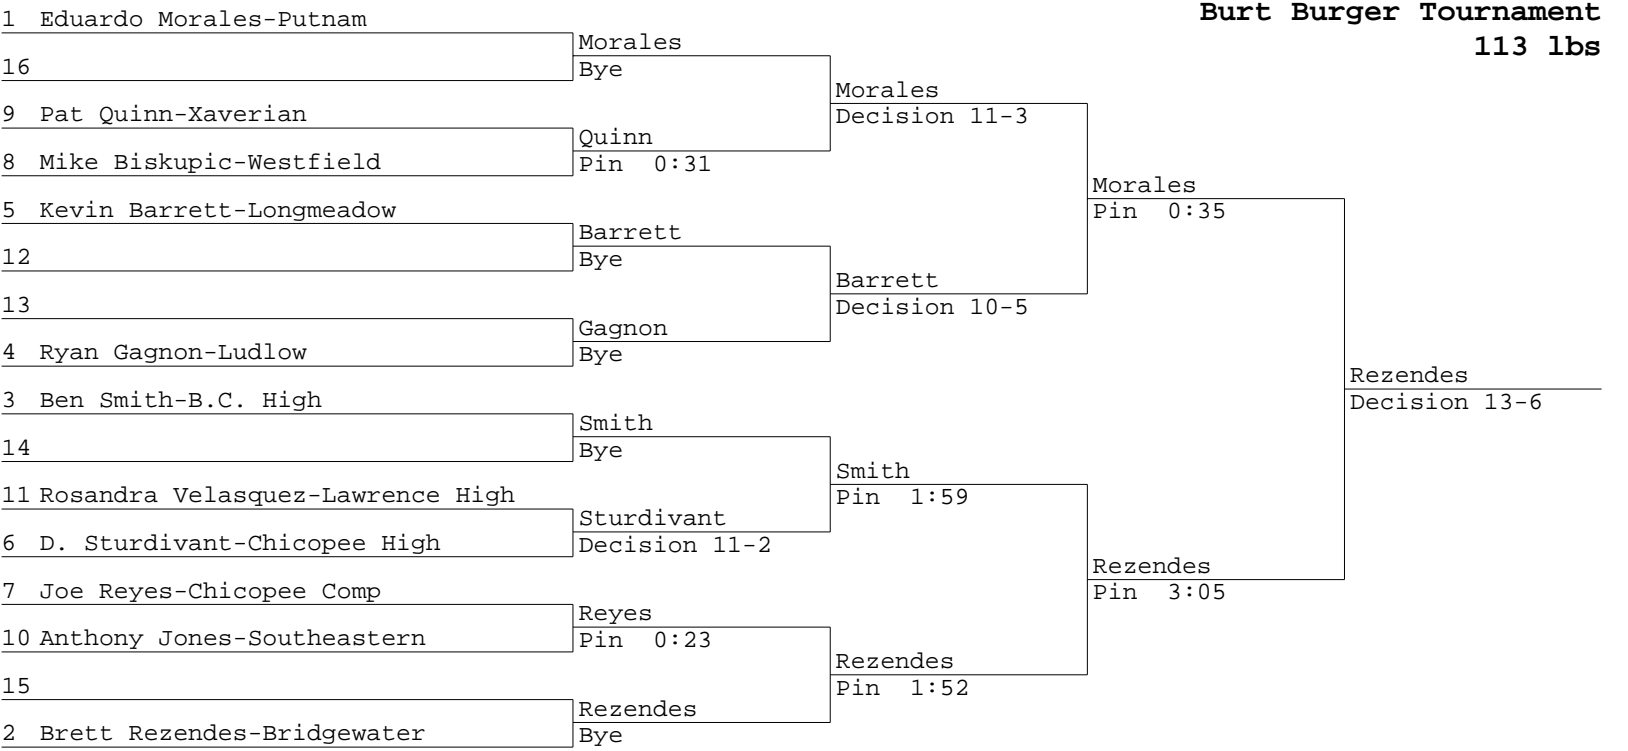 Burt Burger Tournament
113 lbs
1 Eduardo Morales-Putnam
16
9 Pat Quinn-Xaverian
8 Mike Biskupic-Westfield
5 Kevin Barrett-Longmeadow
12
13
4 Ryan Gagnon-Ludlow
3 Ben Smith-B.C. High
14
11 Rosandra Velasquez-Lawrence High
6 D. Sturdivant-Chicopee High
7 Joe Reyes-Chicopee Comp
10 Anthony Jones-Southeastern
15
2 Brett Rezendes-Bridgewater
Morales
Bye
Quinn
Pin 0:31
Barrett
Bye
Gagnon
Bye
Smith
Bye
Sturdivant
Decision 11-2
Reyes
Pin 0:23
Rezendes
Bye
Morales
Decision 11-3
Barrett
Decision 10-5
Smith
Pin 1:59
Rezendes
Pin 1:52
Morales
Pin 0:35
Rezendes
Pin 3:05
Rezendes
Decision 13-6